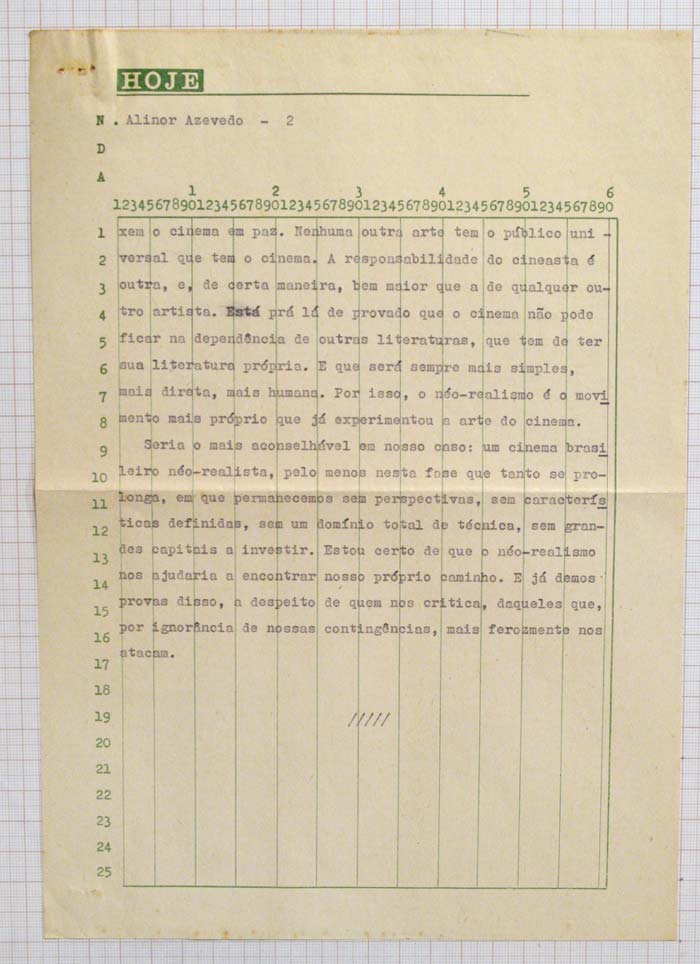 HOJE
N . Alinor Azevedo - 2
D
A
1 2 3 4 5 6
123456789012345678901234567890123456789012345678901234567890
1 xem o cinema em paz. Nenhuma outra arte tem o público uni -
2 versal que tem o cinema. A responsabilidade do cineasta é
3 outra, e, de certa maneira, bem maior que a de qualquer ou-
4 tro artista. Está prá lá de provado que o cinema não pode
5 ficar na dependência de outras literaturas, que tem de ter
6 sua literatura própria. E que será sempre mais simples,
7 mais direta, mais humana. Por isso, o néo-realismo é o movi
8 mento mais próprio que já experimentou a arte do cinema.
9 Seria o mais aconselhável em nosso caso: um cinema brasi
10 leiro néo-realista, pelo menos nesta fase que tanto se pro-
11 longa, em que permanecemos sem perspectivas, sem caracterís
12 ticas definidas, sem um domínio total de técnica, sem gran-
13 des capitais a investir. Estou certo de que o néo-realismo
14 nos ajudaria a encontrar nosso próprio caminho. E já demos
15 provas disso, a despeito de quem nos critica, daqueles que,
16 por ignorância de nossas contingências, mais ferozmente nos
17 atacam.
18
19 /////
20
21
22
23
24
25